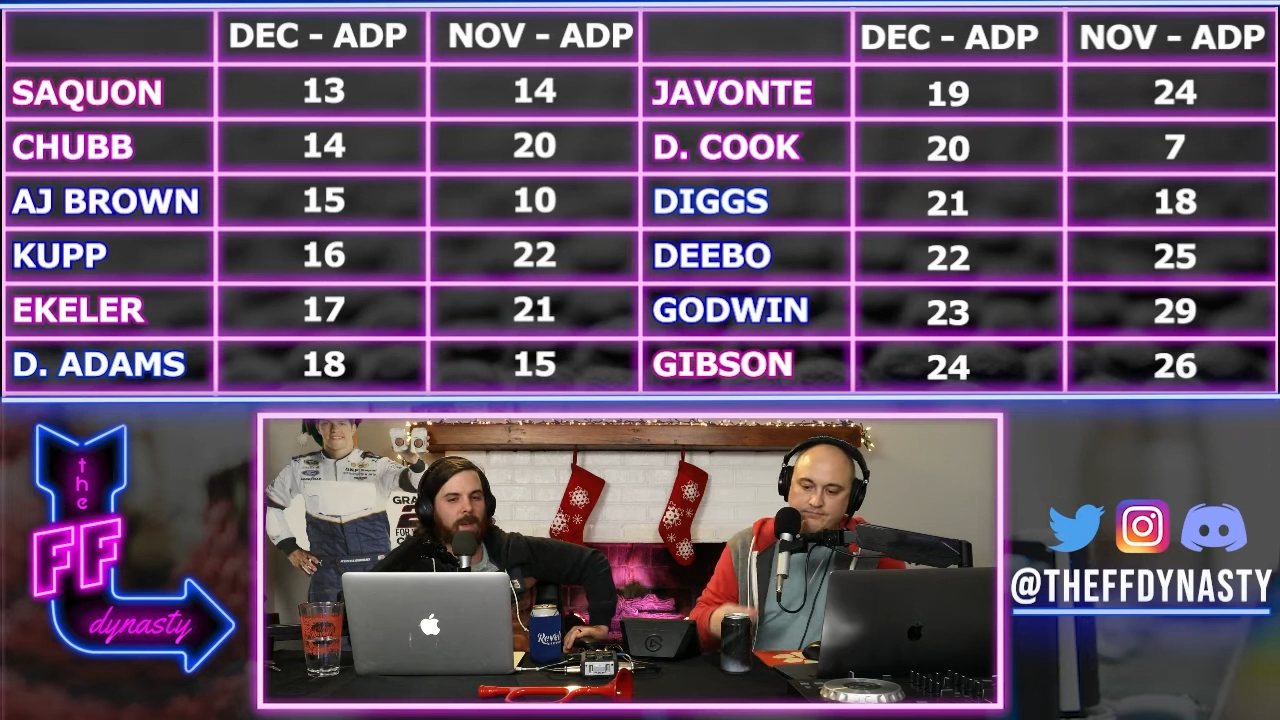 DEC - ADP NOV - ADP DEC - ADP NOV - ADP
SAQUON 13 14 JAVONTE 19 24
CHUBB 14 20 D. COOK 20 7
AJ BROWN 15 10 DIGGS 21 18
KUPP 16 22 DEEBO 22 25
EKELER 17 21 GODWIN 23 29
D. ADAMS 18 15 GIBSON 24 26
the
FF
dynasty
@THEFFDYNASTY